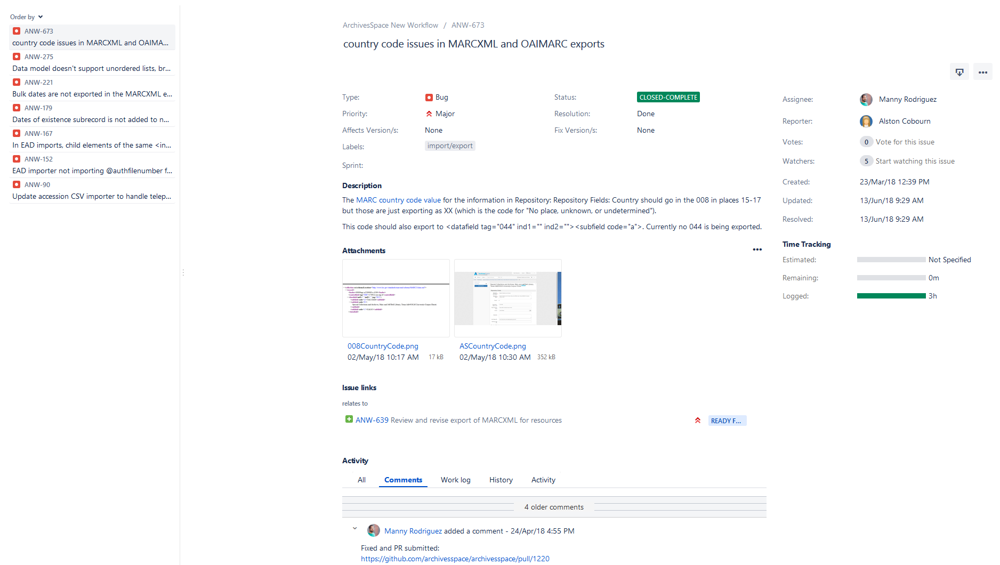 Order by
ANW-673
country code issues in MARCXML and OAIMA...
ANW-275
Data model doesn't support unordered lists, br...
ANW-221
Bulk dates are not exported in the MARCXML e...
ANW-179
Dates of existence subrecord is not added to n...
ANW-167
In EAD imports, child elements of the same <in...
ANW-152
EAD importer not importing @authfilenumber f...
ANW-90
Update accession CSV importer to handle telep...
ArchivesSpace New Workflow / ANW-673
country code issues in MARCXML and OAIMARC exports
Type: Bug
Status: CLOSED-COMPLETE
Priority: Major
Resolution: Done
Affects Version/s: None
Fix Version/s: None
Labels: import/export
Sprint:
Description
The MARC country code value for the information in Repository: Repository Fields: Country should go in the 008 in places 15-17
but those are just exporting as XX (which is the code for "No place, unknown, or undetermined").
This code should also export to <datafield tag="044" ind1="" ind2=""><subfield code="a">. Currently no 044 is being exported.
Attachments
008CountryCode.png
02/May/18 10:17 AM 17 kB
ASCountryCode.png
02/May/18 10:30 AM 352 kB
Issue links
relates to
ANW-639 Review and revise export of MARCXML for resources
READY F...
Activity
All Comments Work log History Activity
4 older comments
Manny Rodriguez added a comment - 24/Apr/18 4:55 PM
Fixed and PR submitted:
https://github.com/archivesspace/archivesspace/pull/1220
Assignee: Manny Rodriguez
Reporter: Alston Cobourn
Votes: 0 Vote for this issue
Watchers: 5 Start watching this issue
Created: 23/Mar/18 12:39 PM
Updated: 13/Jun/18 9:29 AM
Resolved: 13/Jun/18 9:29 AM
Time Tracking
Estimated: Not Specified
Remaining: 0m
Logged: 3h